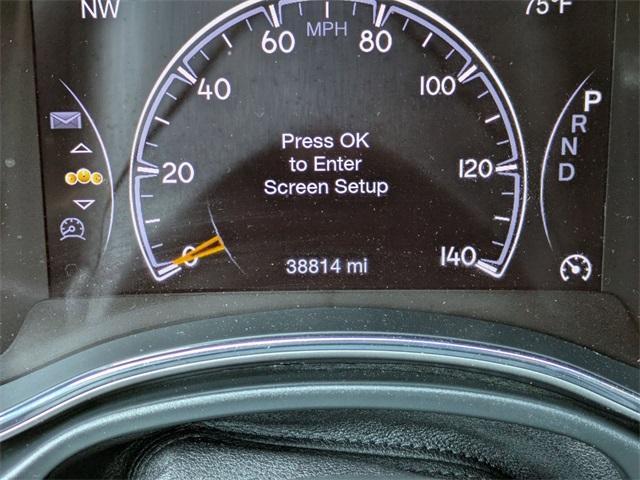 NW
75°F
MPH
60
80
40
100
20
120
0
140
Press OK
to Enter
Screen Setup
38814 mi
P
R
N
D